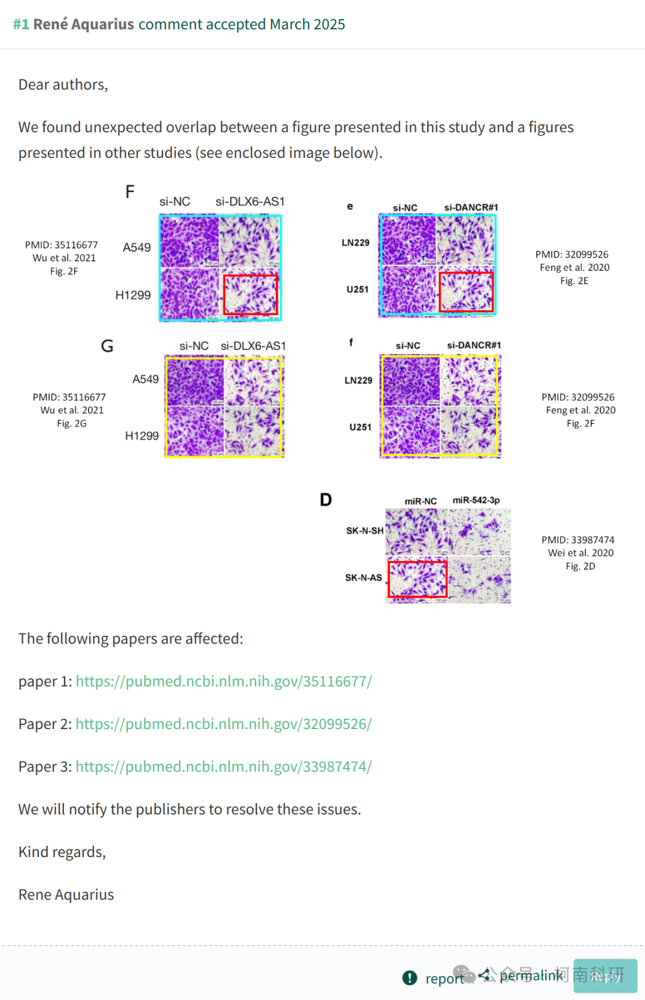 #1 René Aquarius comment accepted March 2025
Dear authors,
We found unexpected overlap between a figure presented in this study and a figures
presented in other studies (see enclosed image below).
F
si-NC si-DLX6-AS1
PMID: 35116677
Wu et al. 2021
Fig. 2F
A549
H1299
e
si-NC si-DANCR#1
LN229
U251
PMID: 32099526
Feng et al. 2020
Fig. 2E
G
si-NC si-DLX6-AS1
A549
PMID: 35116677
Wu et al. 2021
Fig. 2G
H1299
f
si-NC si-DANCR#1
LN229
U251
PMID: 32099526
Feng et al. 2020
Fig. 2F
D
miR-NC miR-542-3p
SK-N-SH
SK-N-AS
PMID: 33987474
Wei et al. 2020
Fig. 2D
The following papers are affected:
paper 1: https://pubmed.ncbi.nlm.nih.gov/35116677/
Paper 2: https://pubmed.ncbi.nlm.nih.gov/32099526/
Paper 3: https://pubmed.ncbi.nlm.nih.gov/33987474/
We will notify the publishers to resolve these issues.
Kind regards,
Rene Aquarius
! report permalink Reply
公众号 柯南科研